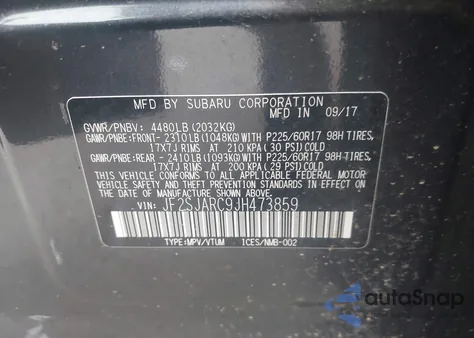 MFD BY SUBARU CORPORATION
MFD IN 09/17
GVWR/PNBV: 4480LB(2032KG)
GAWR/PNBE:FRONT-2310LB(1048KG)WITH P225/60R17 98H TIRES,
17X7J RIMS AT 210 KPA (30 PSI)COLD
GAWR/PNBE:REAR -2410LB(1093KG)WITH P225/60R17 98H TIRES,
17X7J RIMS AT 200 KPA (29 PSI)COLD
THIS VEHICLE CONFORMS TO ALL APPLICABLE FEDERAL MOTOR
VEHICLE SAFETY AND THEFT PREVENTION STANDARDS IN EFFECT
ON THE DATE OF MANUFACTURE SHOWN ABOVE.
JF2SJARC9JH473859
TYPE:MPV/VTUM ICES/NMB-002
autoSnap